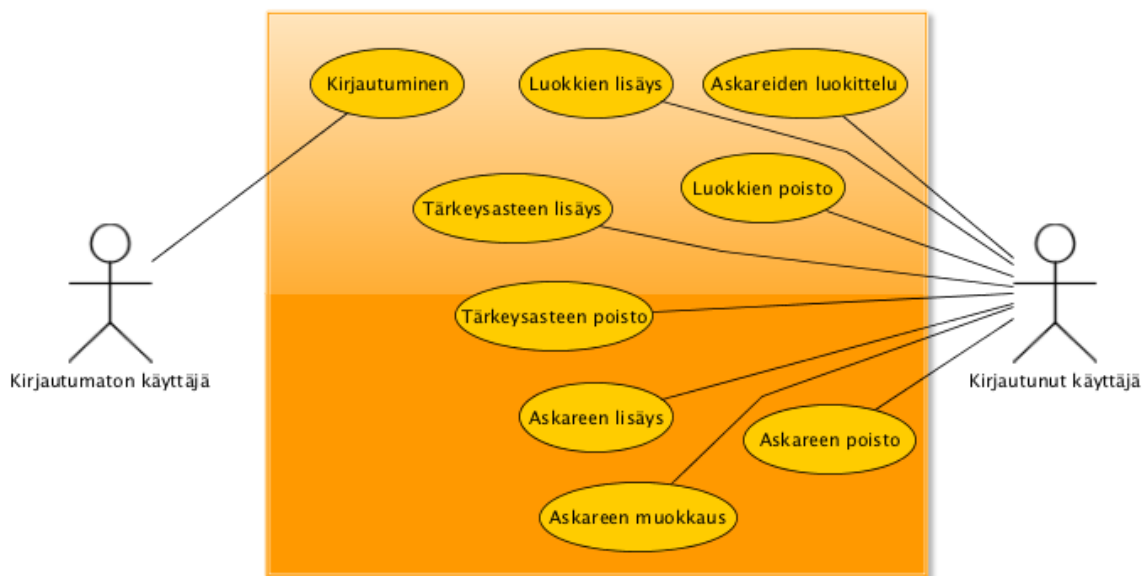 Kirjautuminen
Luokkien lisäys
Askareiden luokittelu
Luokkien poisto
Tärkeysasteen lisäys
Tärkeysasteen poisto
Kirjautumaton käyttäjä
Kirjautunut käyttäjä
Askareen lisäys
Askareen poisto
Askareen muokkaus